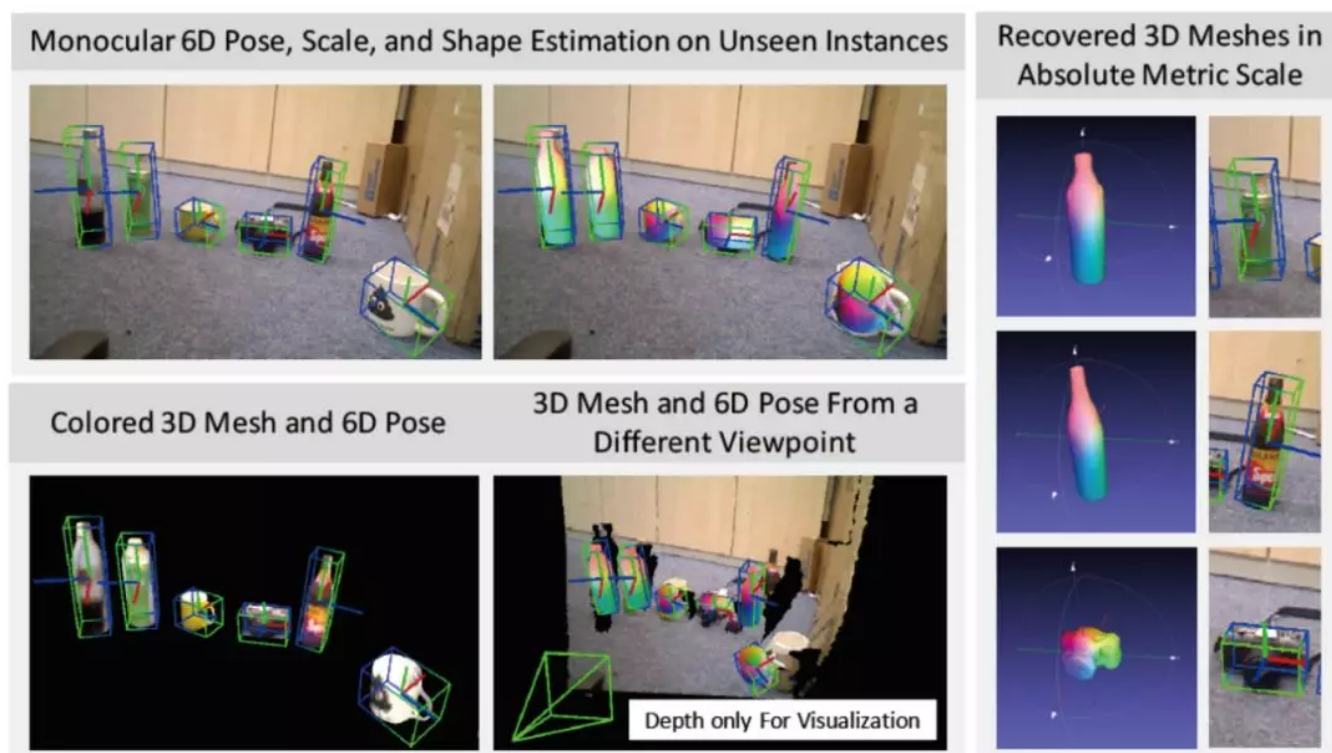 Monocular 6D Pose, Scale, and Shape Estimation on Unseen Instances
Recovered 3D Meshes in
Absolute Metric Scale
Colored 3D Mesh and 6D Pose
3D Mesh and 6D Pose From a
Different Viewpoint
Depth only For Visualization